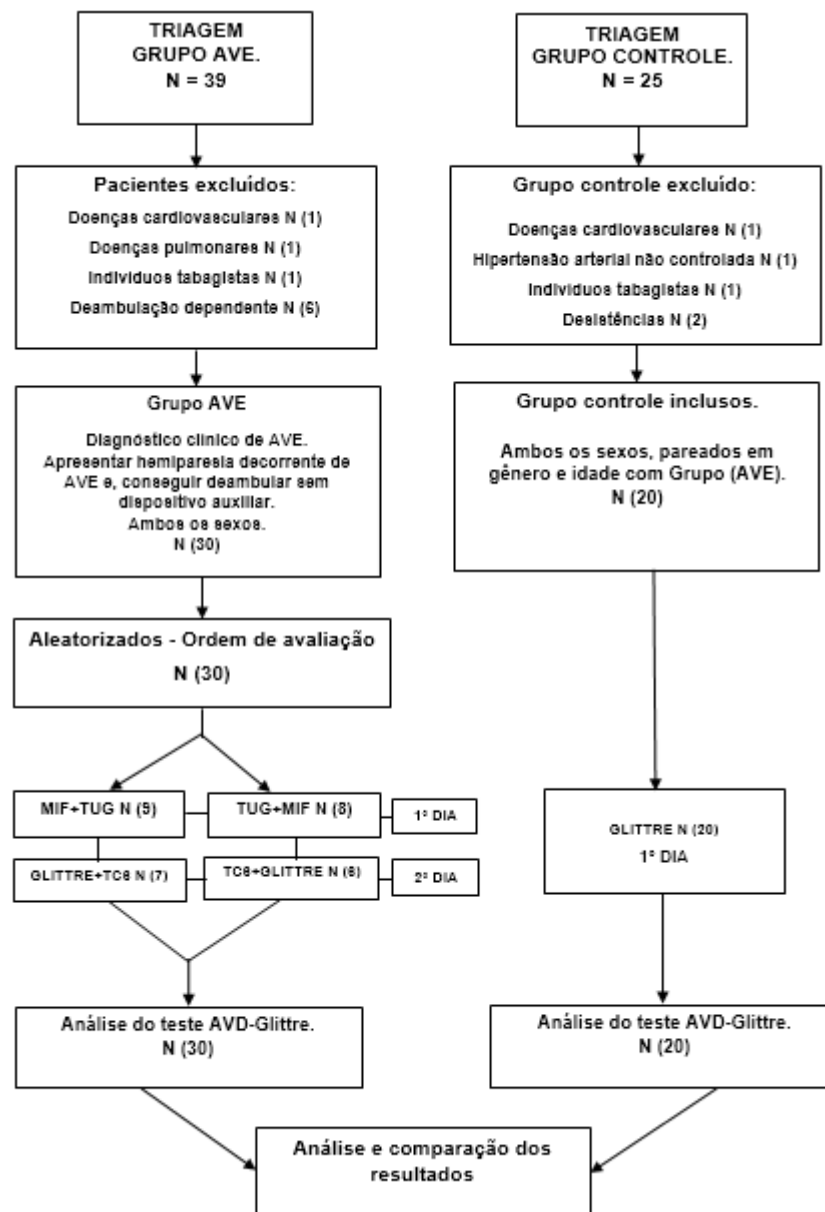 TRIAGEM
GRUPO AVE.
N = 39
TRIAGEM
GRUPO CONTROLE.
N = 25
Pacientes excluídos:
Doenças cardiovasculares N (1)
Doenças pulmonares N (1)
Indivíduos tabagistas N (1)
Deambulação dependente N (6)
Grupo controle excluído:
Doenças cardiovasculares N (1)
Hipertensão arterial não controlada N (1)
Indivíduos tabagistas N (1)
Desistências N (2)
Grupo AVE
Diagnóstico clínico de AVE.
Apresentar hemiparesia decorrente de
AVE e, conseguir deambular sem
dispositivo auxiliar.
Ambos os sexos.
N (30)
Grupo controle inclusos.
Ambos os sexos, pareados em
gênero e idade com Grupo (AVE).
N (20)
Aleatorizados - Ordem de avaliação
N (30)
MIF+TUG N (9)
TUG+MIF N (8)
1º DIA
GLITTRE+TC6 N (7)
TC6+GLITTRE N (6)
2º DIA
GLITTRE N (20)
1º DIA
Análise do teste AVD-Glittre.
N (30)
Análise do teste AVD-Glittre.
N (20)
Análise e comparação dos
resultados